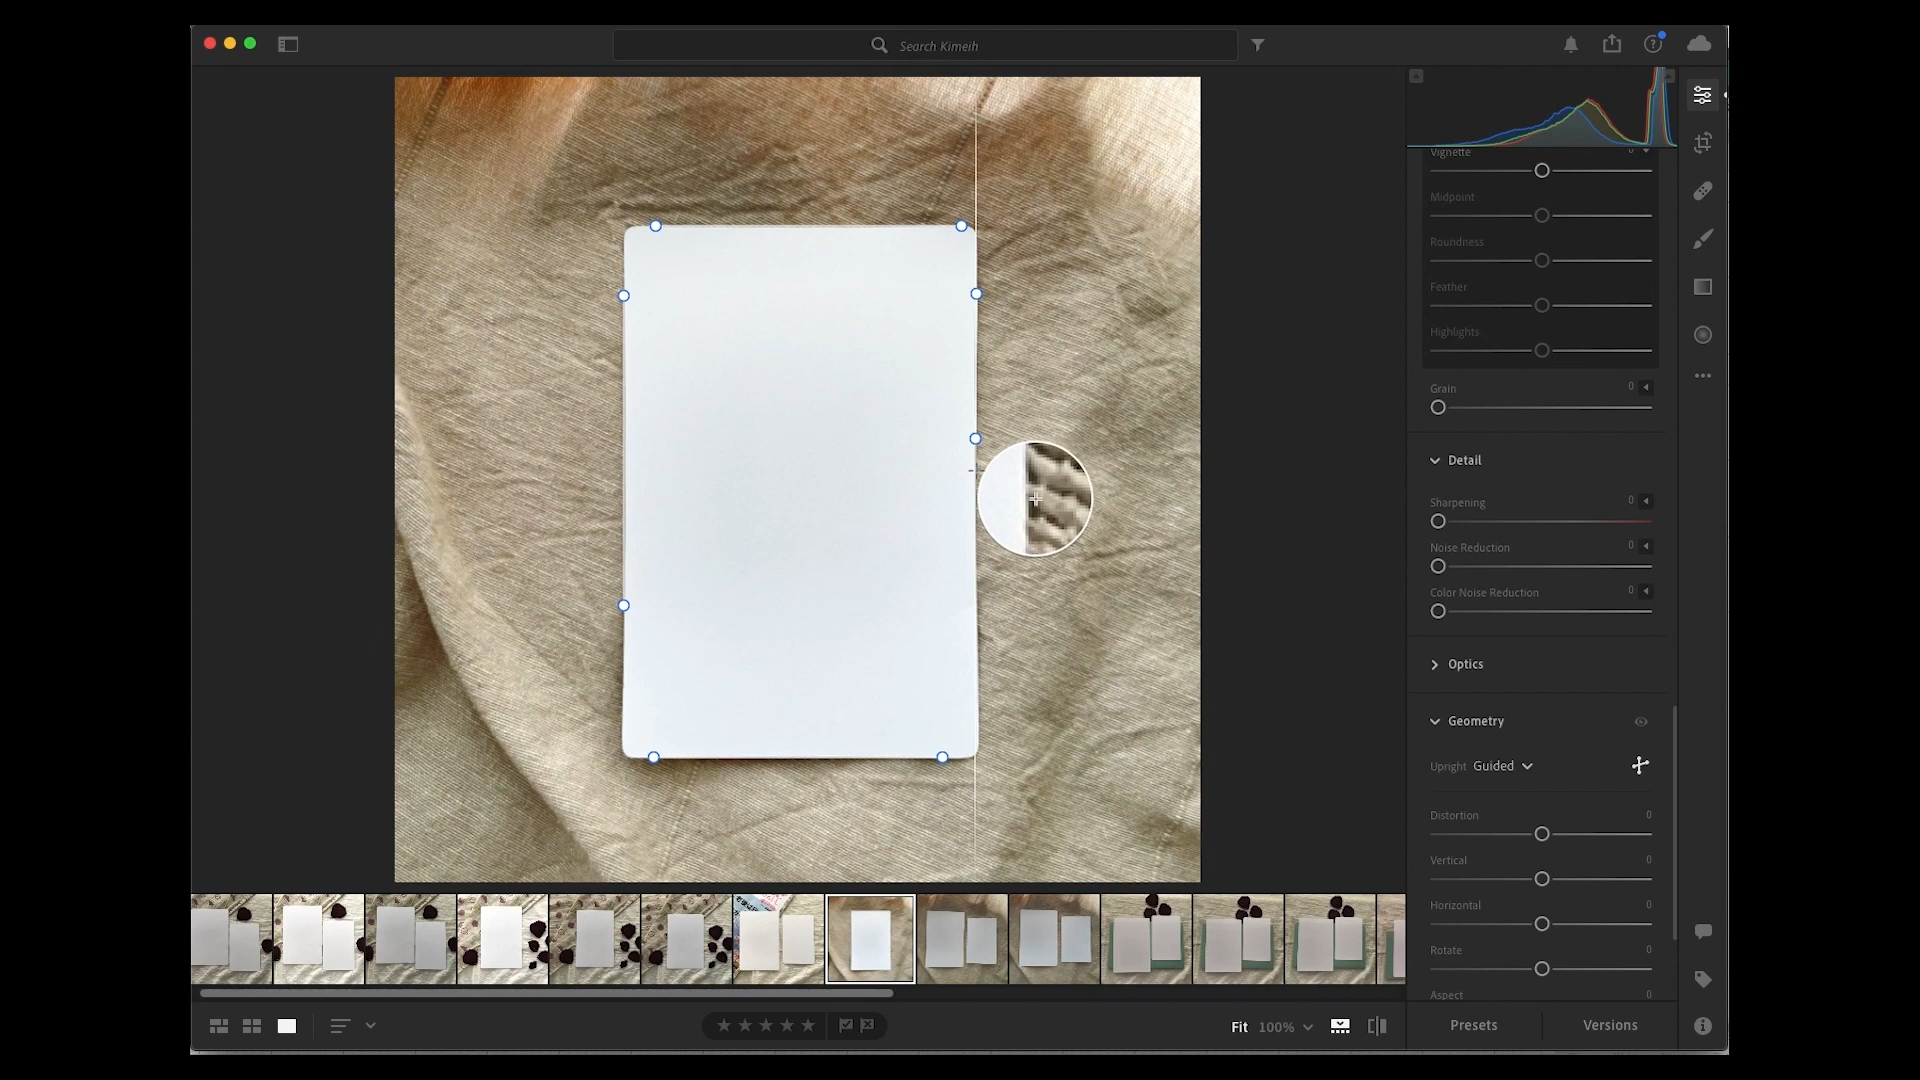 Search Kimeih
Vignette 0
Midpoint
Roundness
Feather
Highlights
Grain 0
Detail
Sharpening 0
Noise Reduction 0
Color Noise Reduction 0
Optics
Geometry
Upright Guided
Distortion 0
Vertical 0
Horizontal 0
Rotate 0
Aspect 0
Fit 100%
Presets Versions